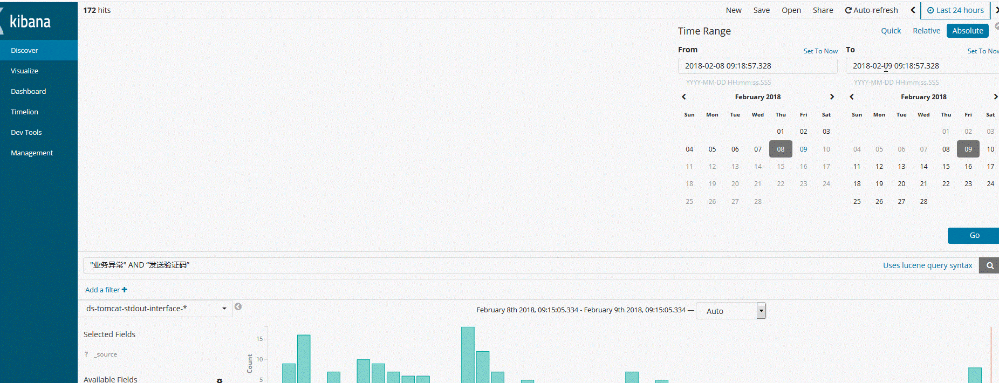 172 hits
New Save Open Share Auto-refresh Last 24 hours
kibana
Discover
Visualize
Dashboard
Timelion
Dev Tools
Management
Time Range
Quick Relative Absolute
From Set To Now
2018-02-08 09:18:57.328
YYYY-MM-DD HH:mm:ss.SSS
February 2018
Sun Mon Tue Wed Thu Fri Sat
01 02 03
04 05 06 07 08 09 10
11 12 13 14 15 16 17
18 19 20 21 22 23 24
25 26 27 28
To Set To Now
2018-02-09 09:18:57.328
YYYY-MM-DD HH:mm:ss.SSS
February 2018
Sun Mon Tue Wed Thu Fri Sat
01 02 03
04 05 06 07 08 09 10
11 12 13 14 15 16 17
18 19 20 21 22 23 24
25 26 27 28
Go
"业务异常" AND “发送验证码”
Uses lucene query syntax
Add a filter +
ds-tomcat-stdout-interface-*
February 8th 2018, 09:15:05.334 - February 9th 2018, 09:15:05.334 — Auto
Selected Fields
? _source
Available Fields
Count
15
10
5